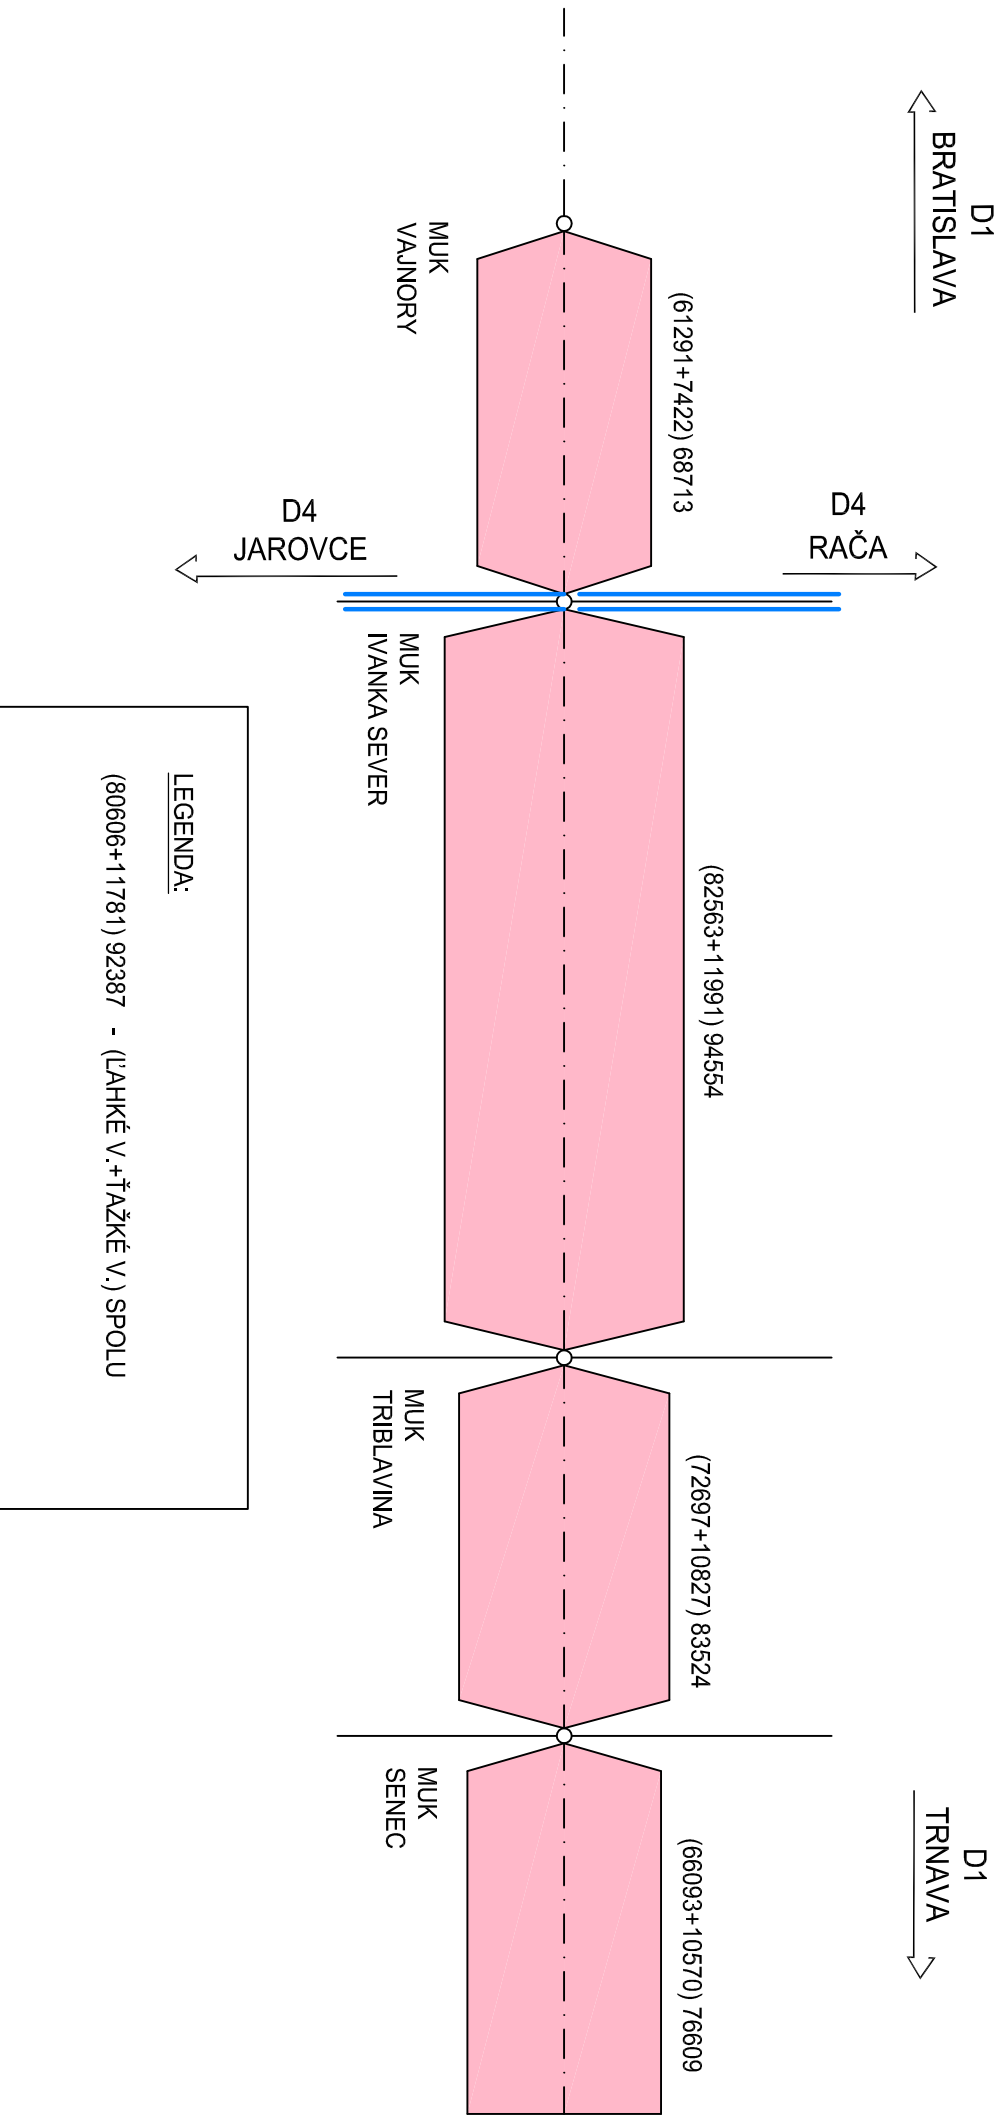 D1
BRATISLAVA
D1
TRNAVA
(61291+7422) 68713
(82563+11991) 94554
(72697+10827) 83524
(66093+10570) 76609
D4
RAČA
D4
JAROVCE
MUK
VAJNORY
MUK
IVANKA SEVER
MUK
TRIBLAVINA
MUK
SENEC
LEGENDA:
(80606+11781) 92387 - (ĽAHKÉ V.+ŤAŽKÉ V.) SPOLU